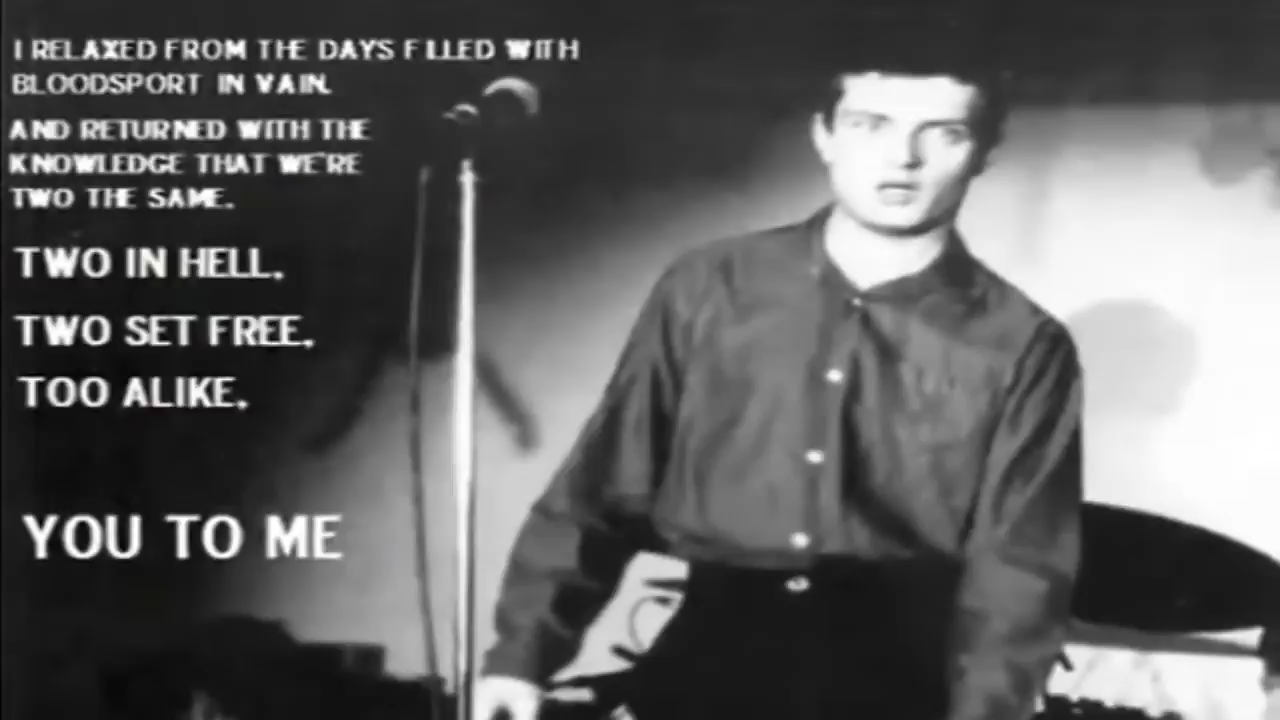 I RELAXED FROM THE DAYS FILLED WITH
BLOODSPORT IN VAIN.
AND RETURNED WITH THE
KNOWLEDGE THAT WE'RE
TWO THE SAME.
TWO IN HELL,
TWO SET FREE,
TOO ALIKE,
YOU TO ME